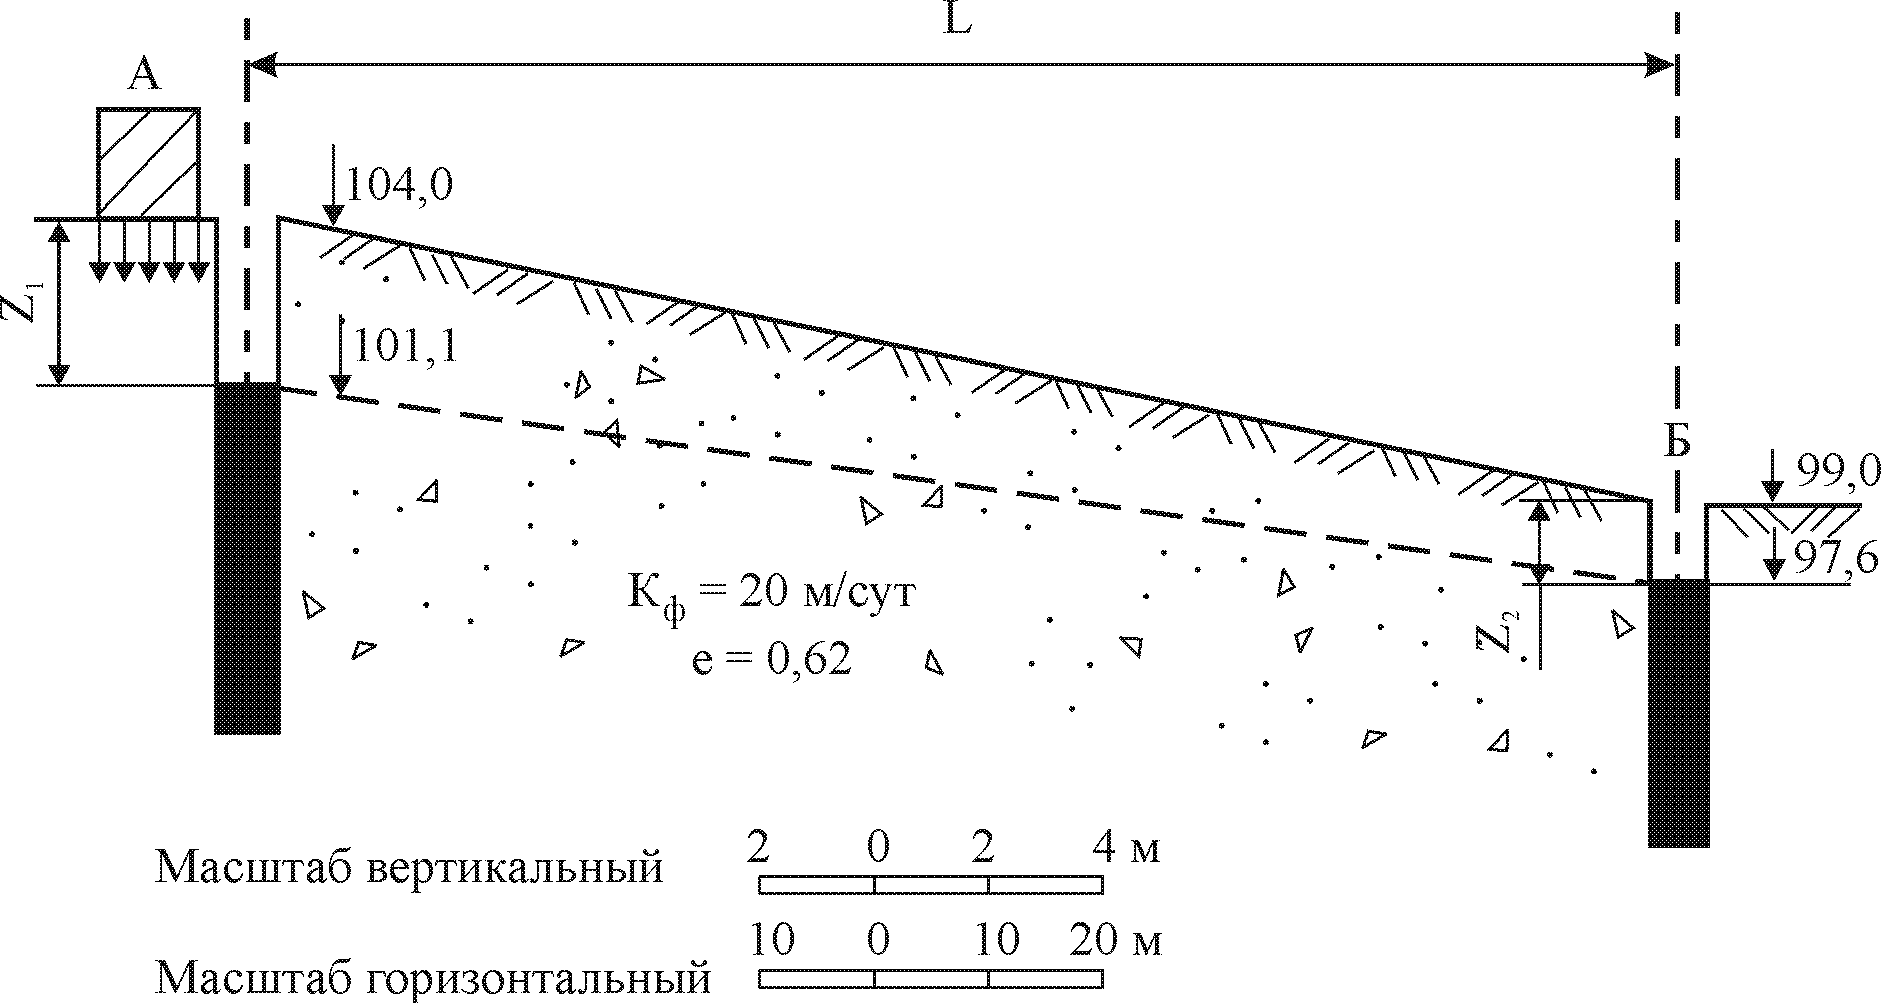 L
А
104,0
Z₁
101,1
Б
99,0
97,6
Kф = 20 м/сут
e = 0,62
Z₂
Масштаб вертикальный 2 0 2 4 м
Масштаб горизонтальный 10 0 10 20 м